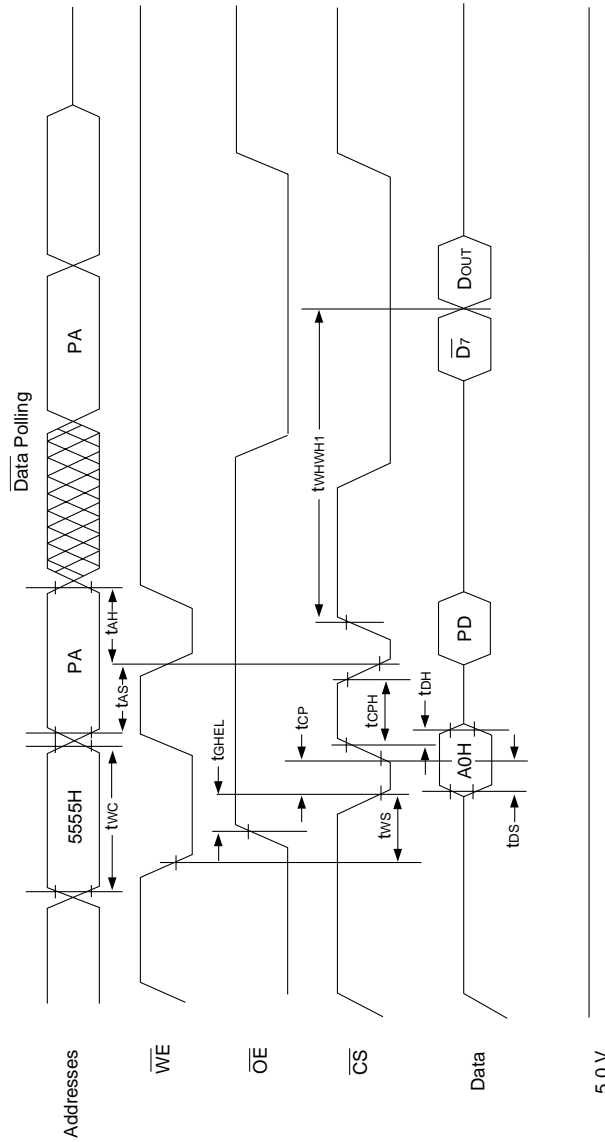 Data Polling
Addresses
5555H
PA
PA
tWC
tAS
tAH
WE
tGHEL
OE
tCP
tWHWH1
CS
tWS
tCPH
tDH
Data
A0H
PD
D7
DOUT
tDS
5.0 V